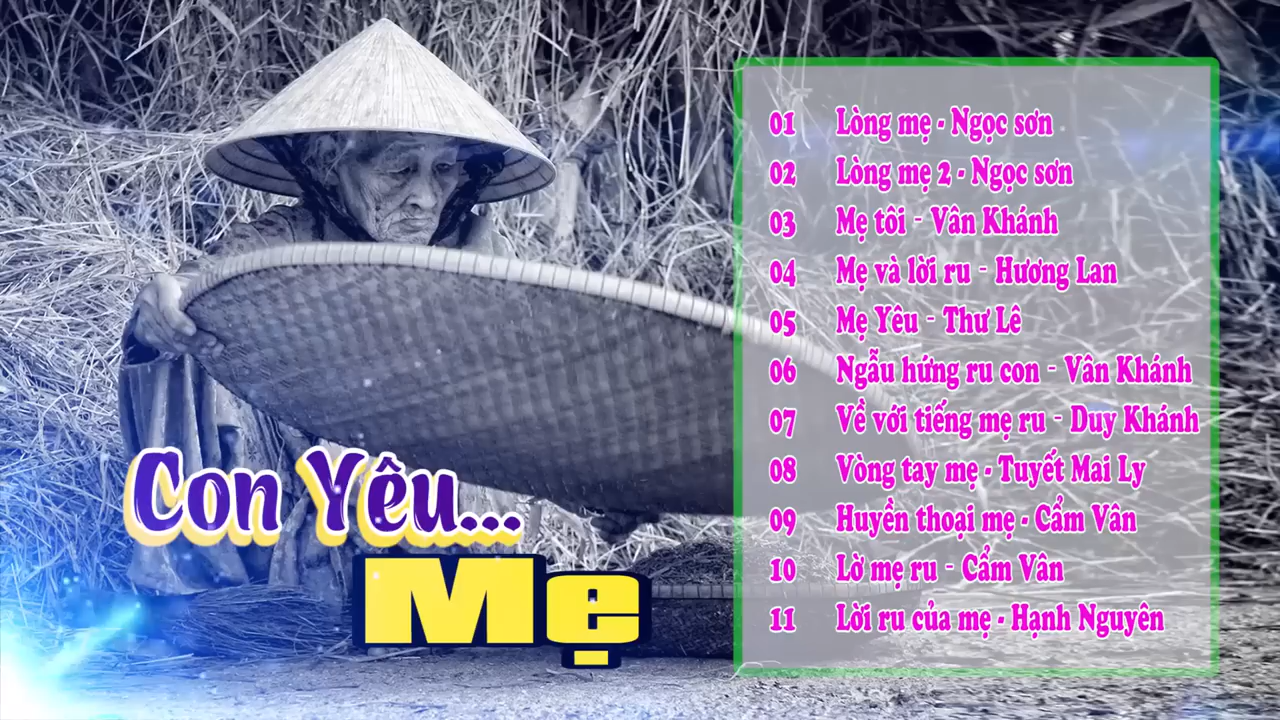 Con Yêu...
Mẹ
01 Lòng mẹ - Ngọc sơn
02 Lòng mẹ 2 - Ngọc sơn
03 Mẹ tôi - Vân Khánh
04 Mẹ và lời ru - Hương Lan
05 Mẹ Yêu - Thư Lê
06 Ngẫu hứng ru con - Vân Khánh
07 Về với tiếng mẹ ru - Duy Khánh
08 Vòng tay mẹ - Tuyết Mai Ly
09 Huyền thoại mẹ - Cẩm Vân
10 Lờ mẹ ru - Cẩm Vân
11 Lời ru của mẹ - Hạnh Nguyên